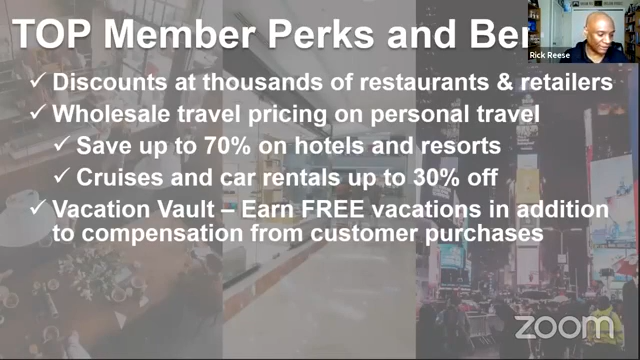 TOP Member Perks and Ben
Rick Reese
✓ Discounts at thousands of restaurants & retailers
✓ Wholesale travel pricing on personal travel
✓ Save up to 70% on hotels and resorts
✓ Cruises and car rentals up to 30% off
✓ Vacation Vault – Earn FREE vacations in addition
to compensation from customer purchases
zoom